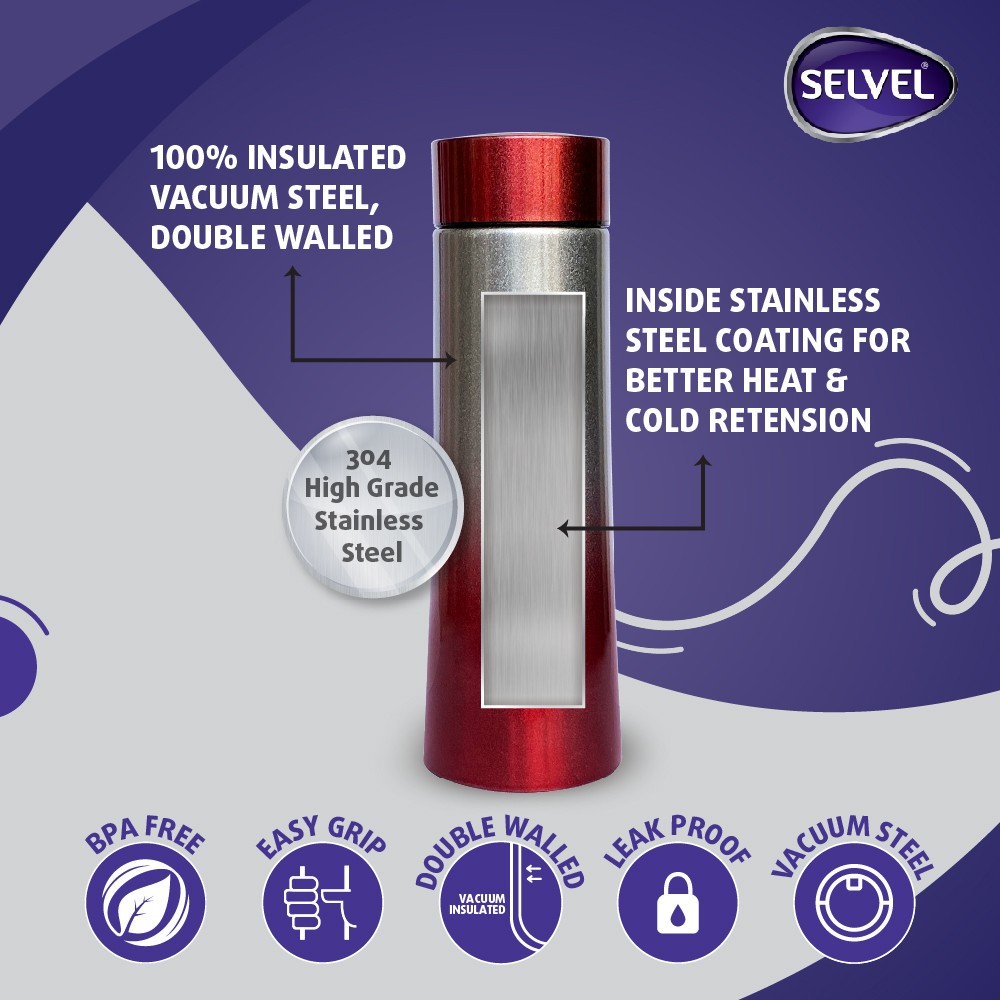 SELVEL®
100% INSULATED
VACUUM STEEL,
DOUBLE WALLED
INSIDE STAINLESS
STEEL COATING FOR
BETTER HEAT &
COLD RETENSION
304
High Grade
Stainless
Steel
BPA FREE
EASY GRIP
DOUBLE WALLED
VACUUM
INSULATED
LEAK PROOF
VACUUM STEEL